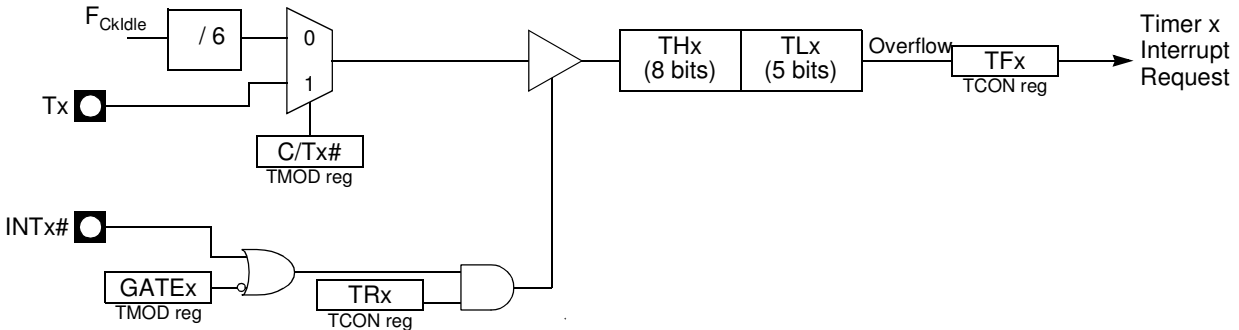 F_CkIdle
/ 6
0
1
Tx
C/Tx#
TMOD reg
THx
(8 bits)
TLx
(5 bits)
Overflow
TFx
TCON reg
Timer x
Interrupt
Request
INTx#
GATEx
TMOD reg
TRx
TCON reg